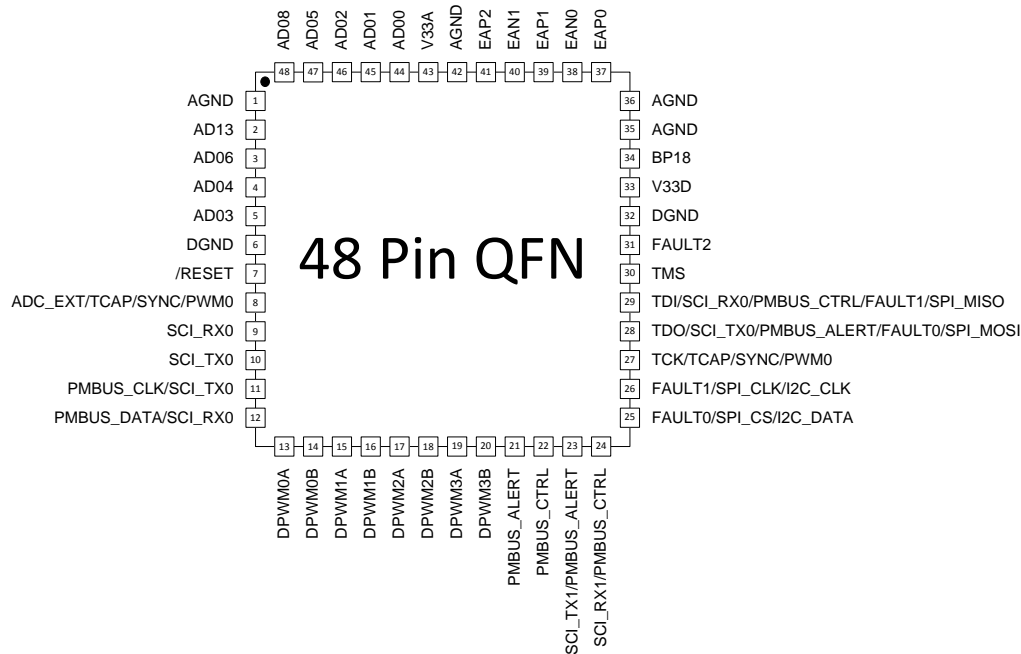 AD08
AD05
AD02
AD01
AD00
V33A
AGND
EAP2
EAN1
EAP1
EAN0
EAP0
48 47 46 45 44 43 42 41 40 39 38 37
AGND 1
AD13 2
AD06 3
AD04 4
AD03 5
DGND 6
/RESET 7
ADC_EXT/TCAP/SYNC/PWM0 8
SCI_RX0 9
SCI_TX0 10
PMBUS_CLK/SCI_TX0 11
PMBUS_DATA/SCI_RX0 12
48 Pin QFN
36 AGND
35 AGND
34 BP18
33 V33D
32 DGND
31 FAULT2
30 TMS
29 TDI/SCI_RX0/PMBUS_CTRL/FAULT1/SPI_MISO
28 TDO/SCI_TX0/PMBUS_ALERT/FAULT0/SPI_MOSI
27 TCK/TCAP/SYNC/PWM0
26 FAULT1/SPI_CLK/I2C_CLK
25 FAULT0/SPI_CS/I2C_DATA
13 14 15 16 17 18 19 20 21 22 23 24
DPWM0A
DPWM0B
DPWM1A
DPWM1B
DPWM2A
DPWM2B
DPWM3A
DPWM3B
PMBUS_ALERT
PMBUS_CTRL
SCI_TX1/PMBUS_ALERT
SCI_RX1/PMBUS_CTRL